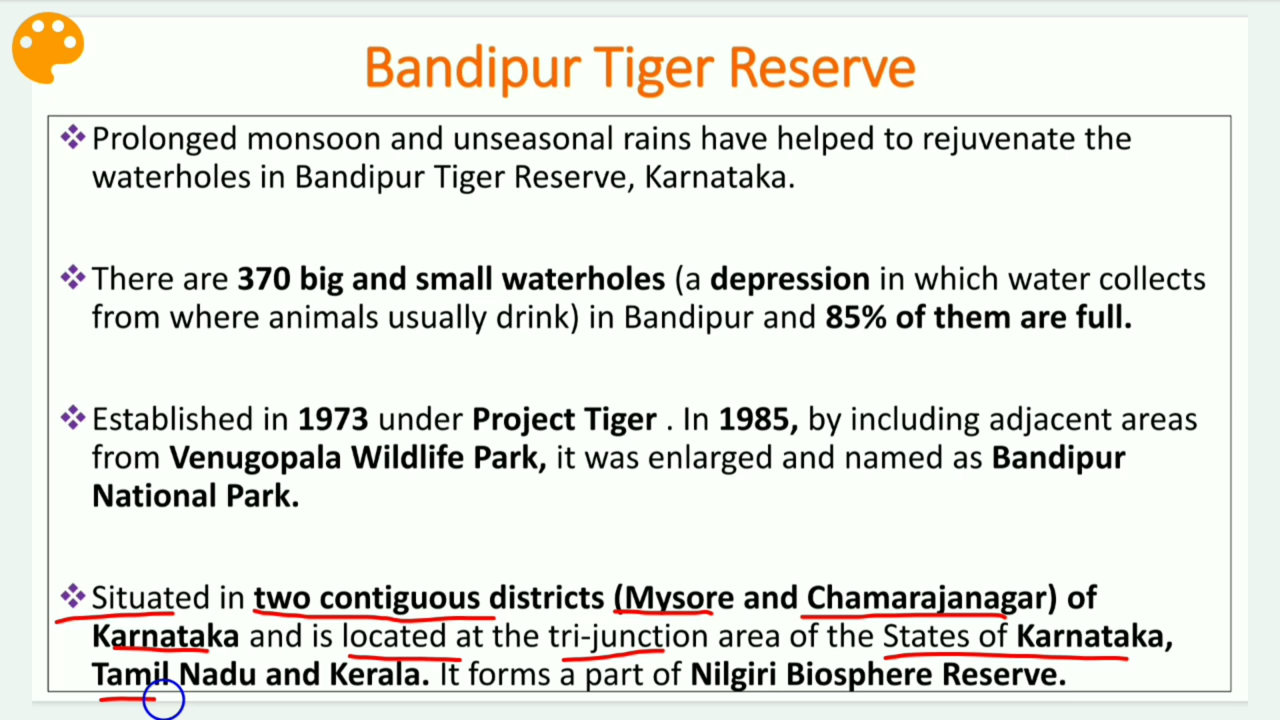 Bandipur Tiger Reserve
❖ Prolonged monsoon and unseasonal rains have helped to rejuvenate the
waterholes in Bandipur Tiger Reserve, Karnataka.
❖ There are 370 big and small waterholes (a depression in which water collects
from where animals usually drink) in Bandipur and 85% of them are full.
❖ Established in 1973 under Project Tiger . In 1985, by including adjacent areas
from Venugopala Wildlife Park, it was enlarged and named as Bandipur
National Park.
❖ Situated in two contiguous districts (Mysore and Chamarajanagar) of
Karnataka and is located at the tri-junction area of the States of Karnataka,
Tamil Nadu and Kerala. It forms a part of Nilgiri Biosphere Reserve.